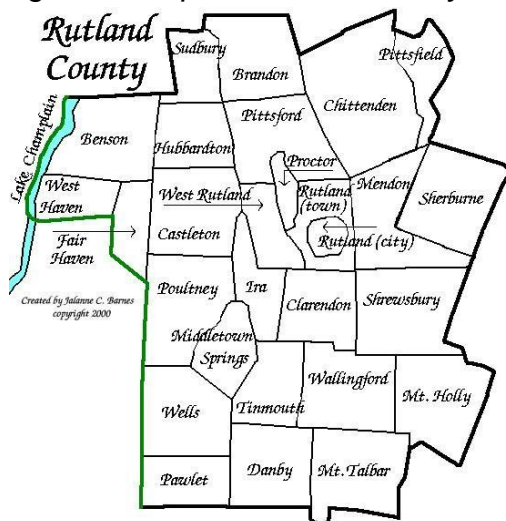 Rutland
County
Sudbury
Brandon
Pittsfield
Chittenden
Lake Champlain
Benson
Hubbardton
Pittsford
Proctor
West
Haven
West Rutland
Rutland
(town)
Mendon
Sherburne
Fair
Haven
Castleton
Rutland (city)
Created by Jalanne C. Barnes
copyright 2000
Poultney
Ira
Clarendon
Shrewsbury
Middletown
Springs
Wallingford
Mt. Holly
Wells
Tinmouth
Pawlet
Danby
Mt. Talbar